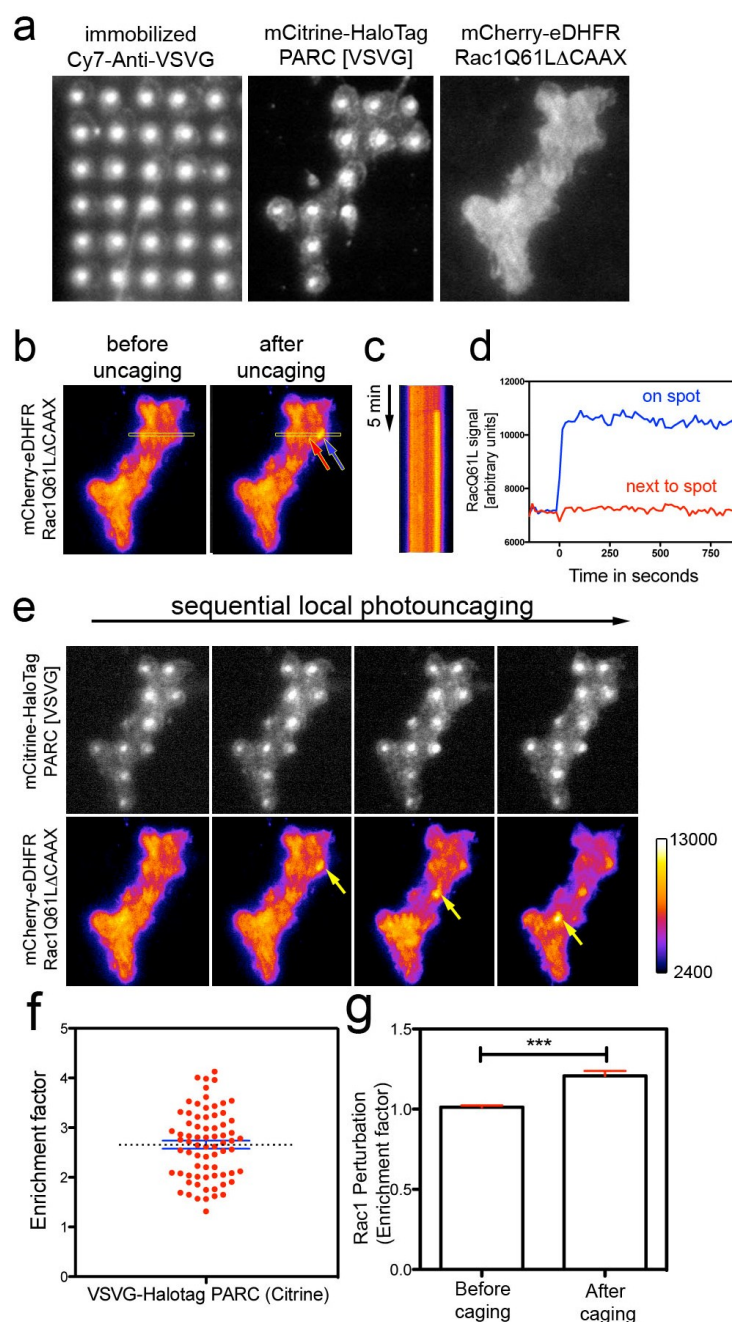 a
immobilized
Cy7-Anti-VSVG
mCitrine-HaloTag
PARC [VSVG]
mCherry-eDHFR
Rac1Q61LΔCAAX
b
before
uncaging
after
uncaging
mCherry-eDHFR
Rac1Q61LΔCAAX
c
5 min
d
12000
10000
8000
6000
RacQ61L signal
[arbitrary units]
on spot
next to spot
0
250
500
750
Time in seconds
e
sequential local photouncaging
mCitrine-HaloTag
PARC [VSVG]
mCherry-eDHFR
Rac1Q61LΔCAAX
13000
2400
f
5
4
3
2
1
0
Enrichment factor
VSVG-Halotag PARC (Citrine)
g
1.5
1.0
0.5
0.0
Rac1 Perturbation
(Enrichment factor)
***
Before
caging
After
caging